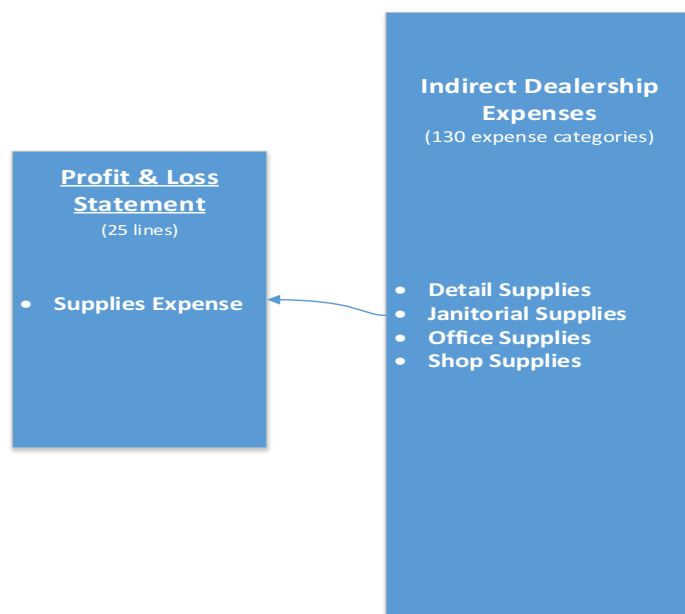 Profit & Loss
Statement
(25 lines)
• Supplies Expense
Indirect Dealership
Expenses
(130 expense categories)
• Detail Supplies
• Janitorial Supplies
• Office Supplies
• Shop Supplies